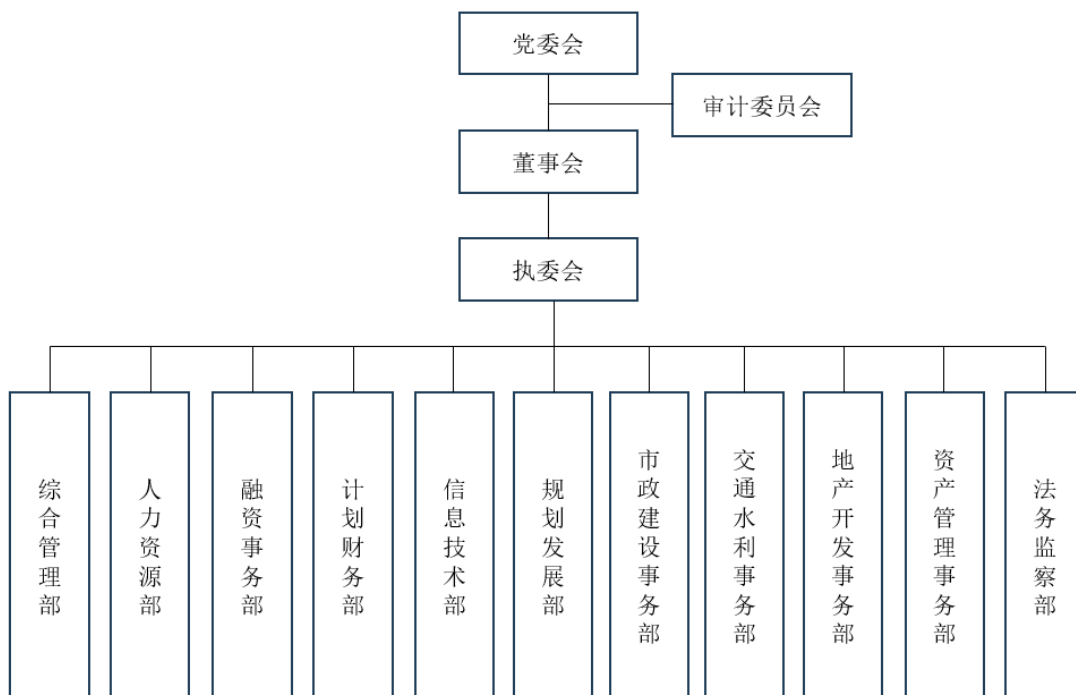 党委会
审计委员会
董事会
执委会
综合管理部
人力资源部
融资事务部
计划财务部
信息技术部
规划发展部
市政建设事务部
交通水利事务部
地产开发事务部
资产管理事务部
法务监察部